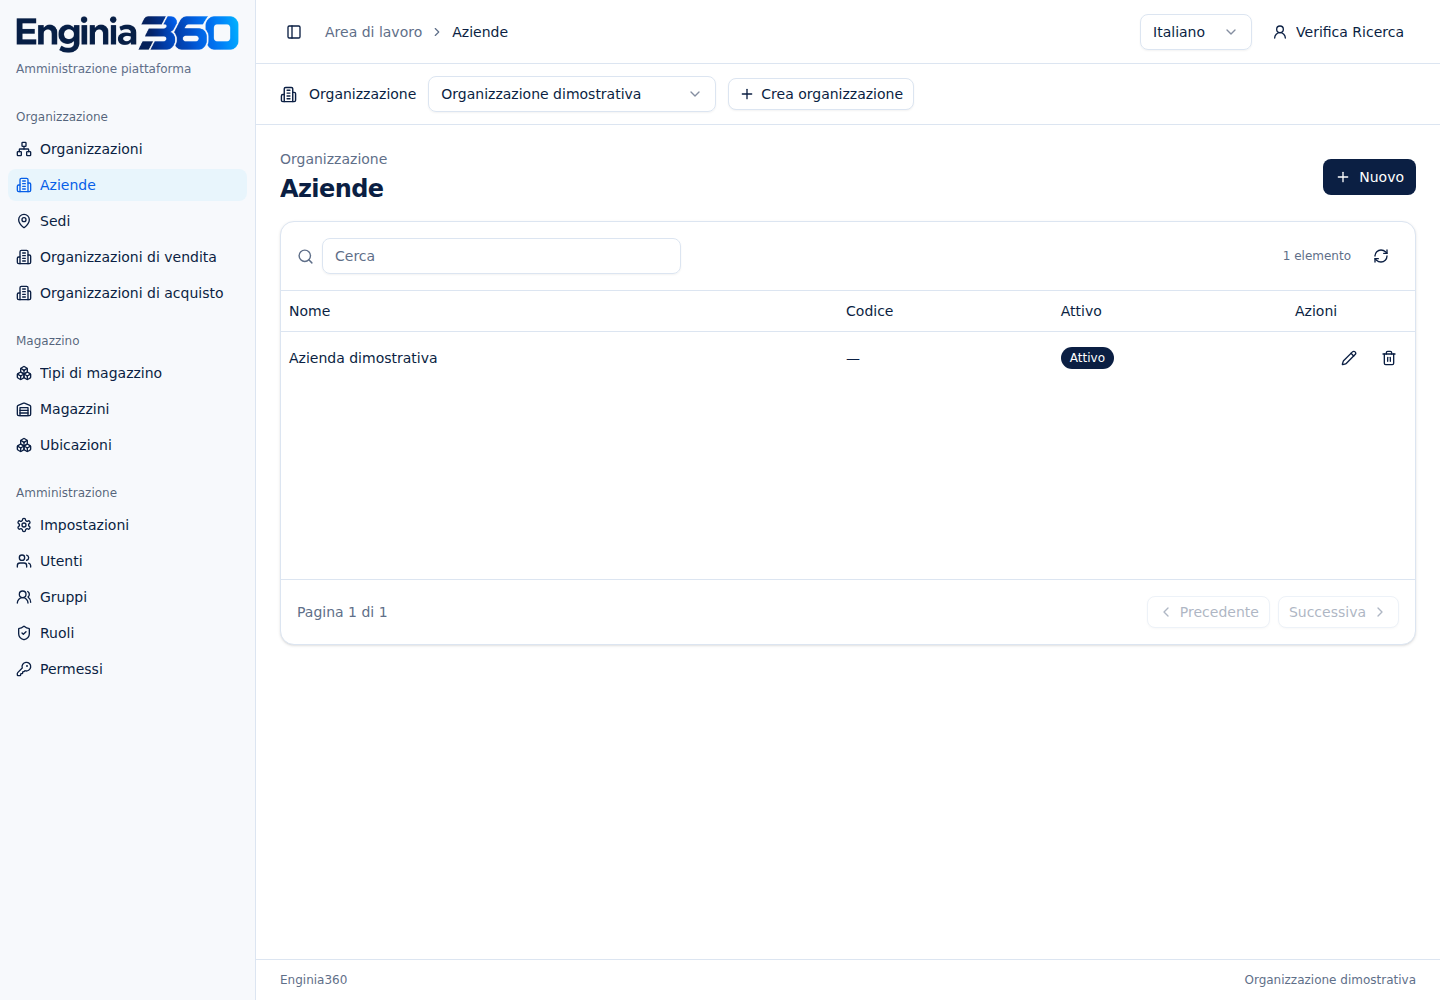 Enginia360
Amministrazione piattaforma
Organizzazione
Organizzazioni
Aziende
Sedi
Organizzazioni di vendita
Organizzazioni di acquisto
Magazzino
Tipi di magazzino
Magazzini
Ubicazioni
Amministrazione
Impostazioni
Utenti
Gruppi
Ruoli
Permessi
Area di lavoro > Aziende
Italiano
Verifica Ricerca
Organizzazione
Organizzazione dimostrativa
Crea organizzazione
Organizzazione
Aziende
Nuovo
Cerca
1 elemento
Nome Codice Attivo Azioni
Azienda dimostrativa — Attivo
Pagina 1 di 1
Precedente
Successiva
Enginia360
Organizzazione dimostrativa